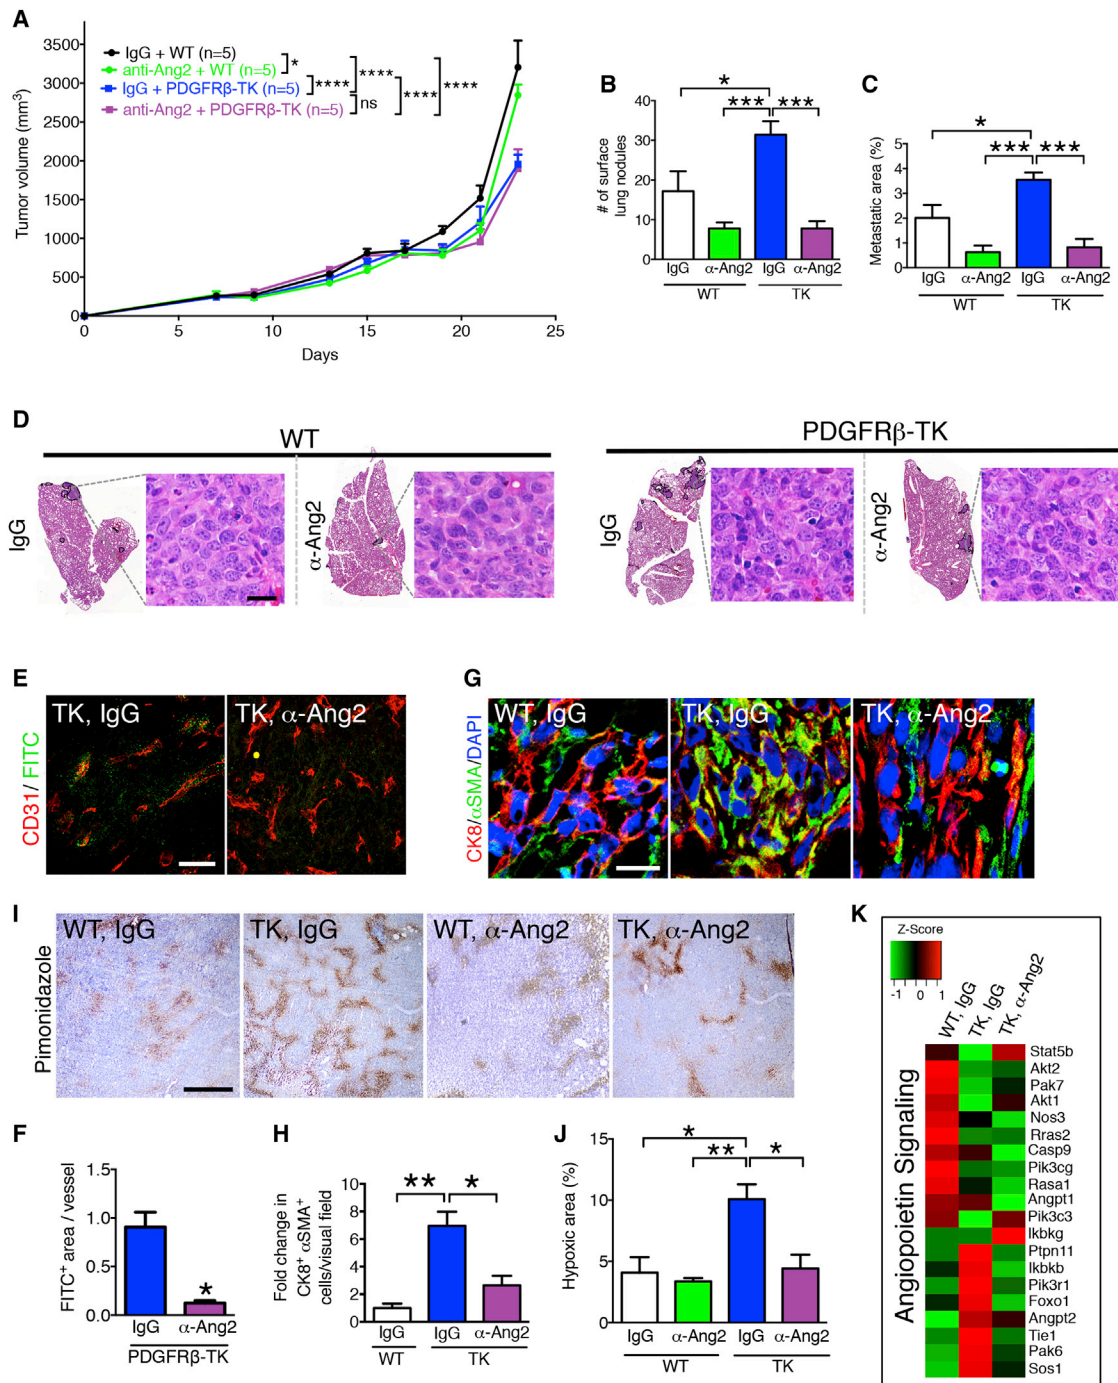 A
3500
3000
2500
2000
1500
1000
500
0
Tumor volume (mm³)
IgG + WT (n=5)
anti-Ang2 + WT (n=5)
IgG + PDGFRβ-TK (n=5)
anti-Ang2 + PDGFRβ-TK (n=5)
*
****
ns
****
****
****
0 5 10 15 20 25
Days
B
# of surface
lung nodules
40
30
20
10
0
*
*** ***
IgG α-Ang2 IgG α-Ang2
WT TK
C
Metastatic area (%)
5
4
3
2
1
0
*
*** ***
IgG α-Ang2 IgG α-Ang2
WT TK
D
WT
PDGFRβ-TK
IgG
α-Ang2
IgG
α-Ang2
E
TK, IgG
TK, α-Ang2
CD31/ FITC
G
WT, IgG
TK, IgG
TK, α-Ang2
CK8/αSMA/DAPI
I
WT, IgG
TK, IgG
WT, α-Ang2
TK, α-Ang2
Pimonidazole
F
FITC⁺ area / vessel
1.5
1.0
0.5
0.0
*
IgG α-Ang2
PDGFRβ-TK
H
Fold change in
CK8⁺ αSMA⁺
cells/visual field
10
8
6
4
2
0
** *
IgG IgG α-Ang2
WT TK
J
Hypoxic area (%)
15
10
5
0
*
** *
IgG α-Ang2 IgG α-Ang2
WT TK
K
Z-Score
-1 0 1
WT, IgG
TK, IgG
TK, α-Ang2
Angiopoietin Signaling
Stat5b
Akt2
Pak7
Akt1
Nos3
Rras2
Casp9
Pik3cg
Rasa1
Angpt1
Pik3c3
Ikbkg
Ptpn11
Ikbkb
Pik3r1
Foxo1
Angpt2
Tie1
Pak6
Sos1